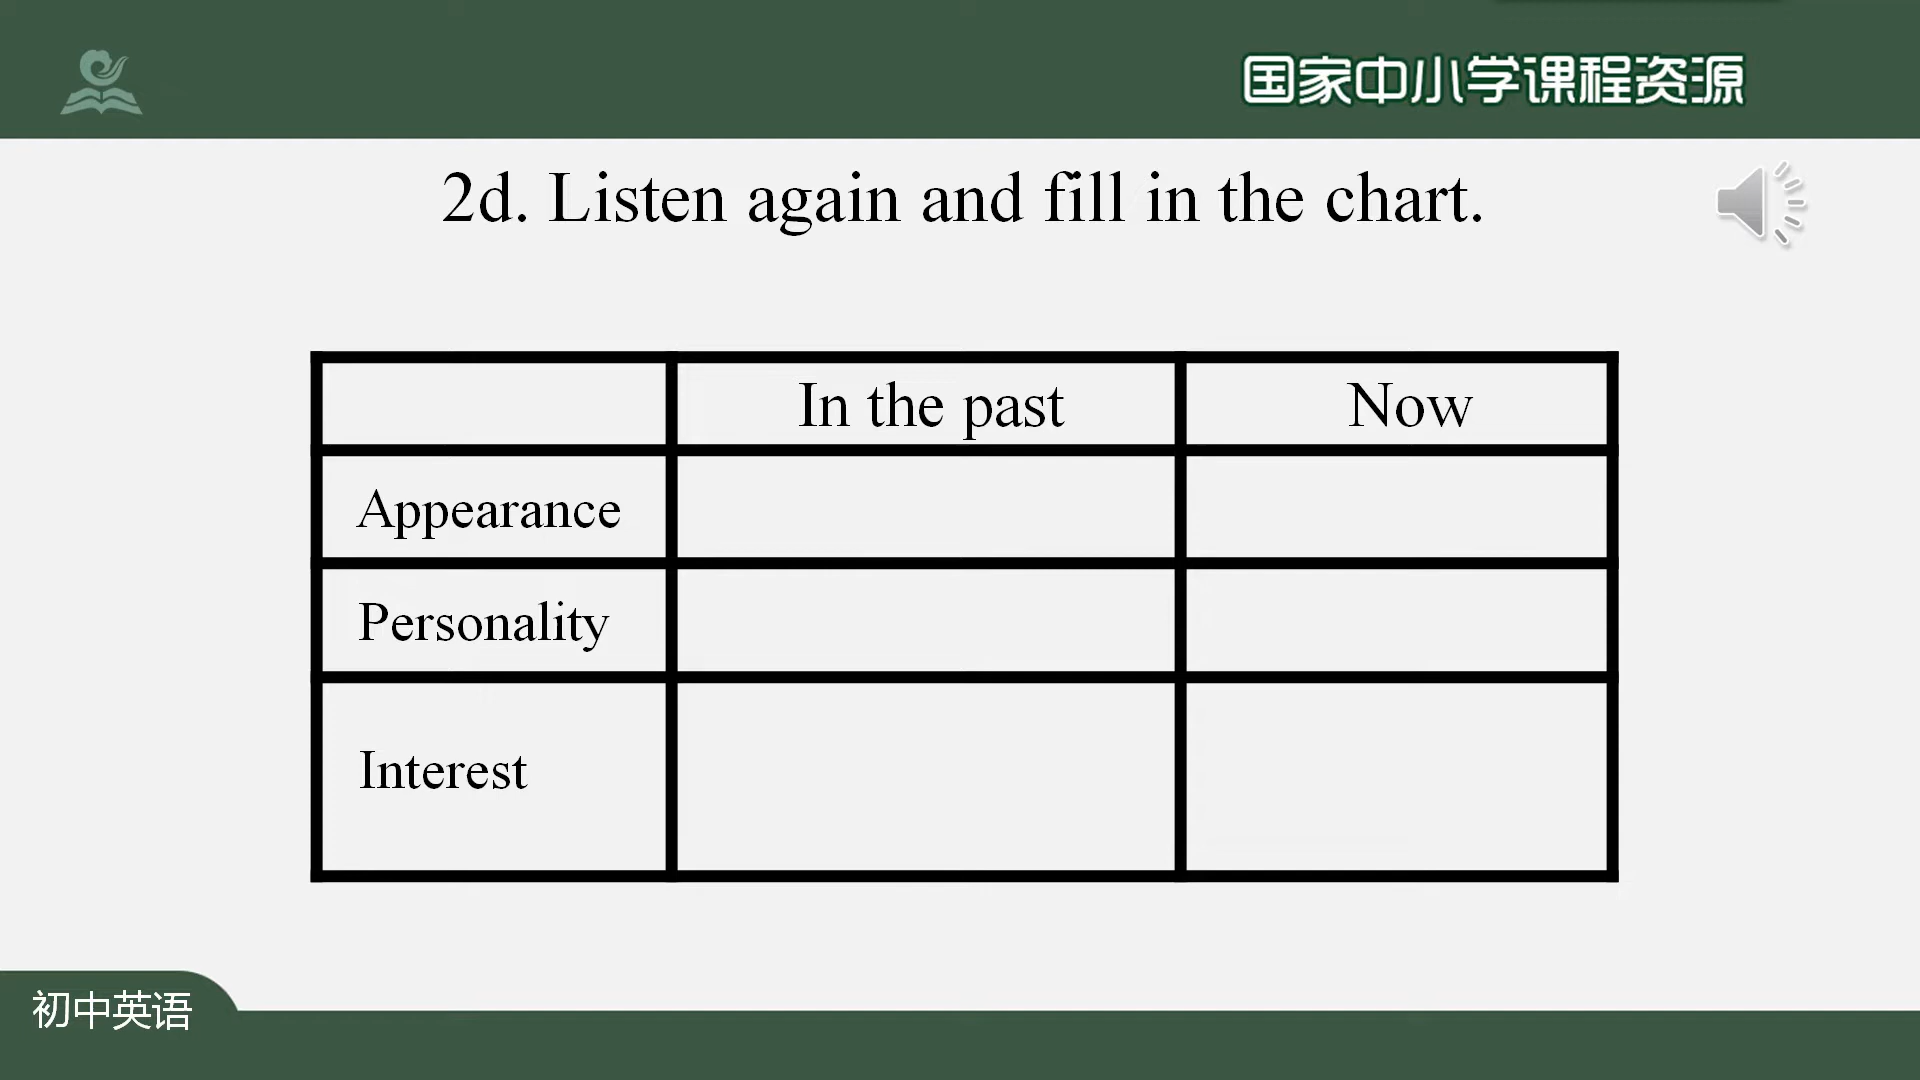 国家中小学课程资源
2d. Listen again and fill in the chart.
In the past Now
Appearance
Personality
Interest
初中英语